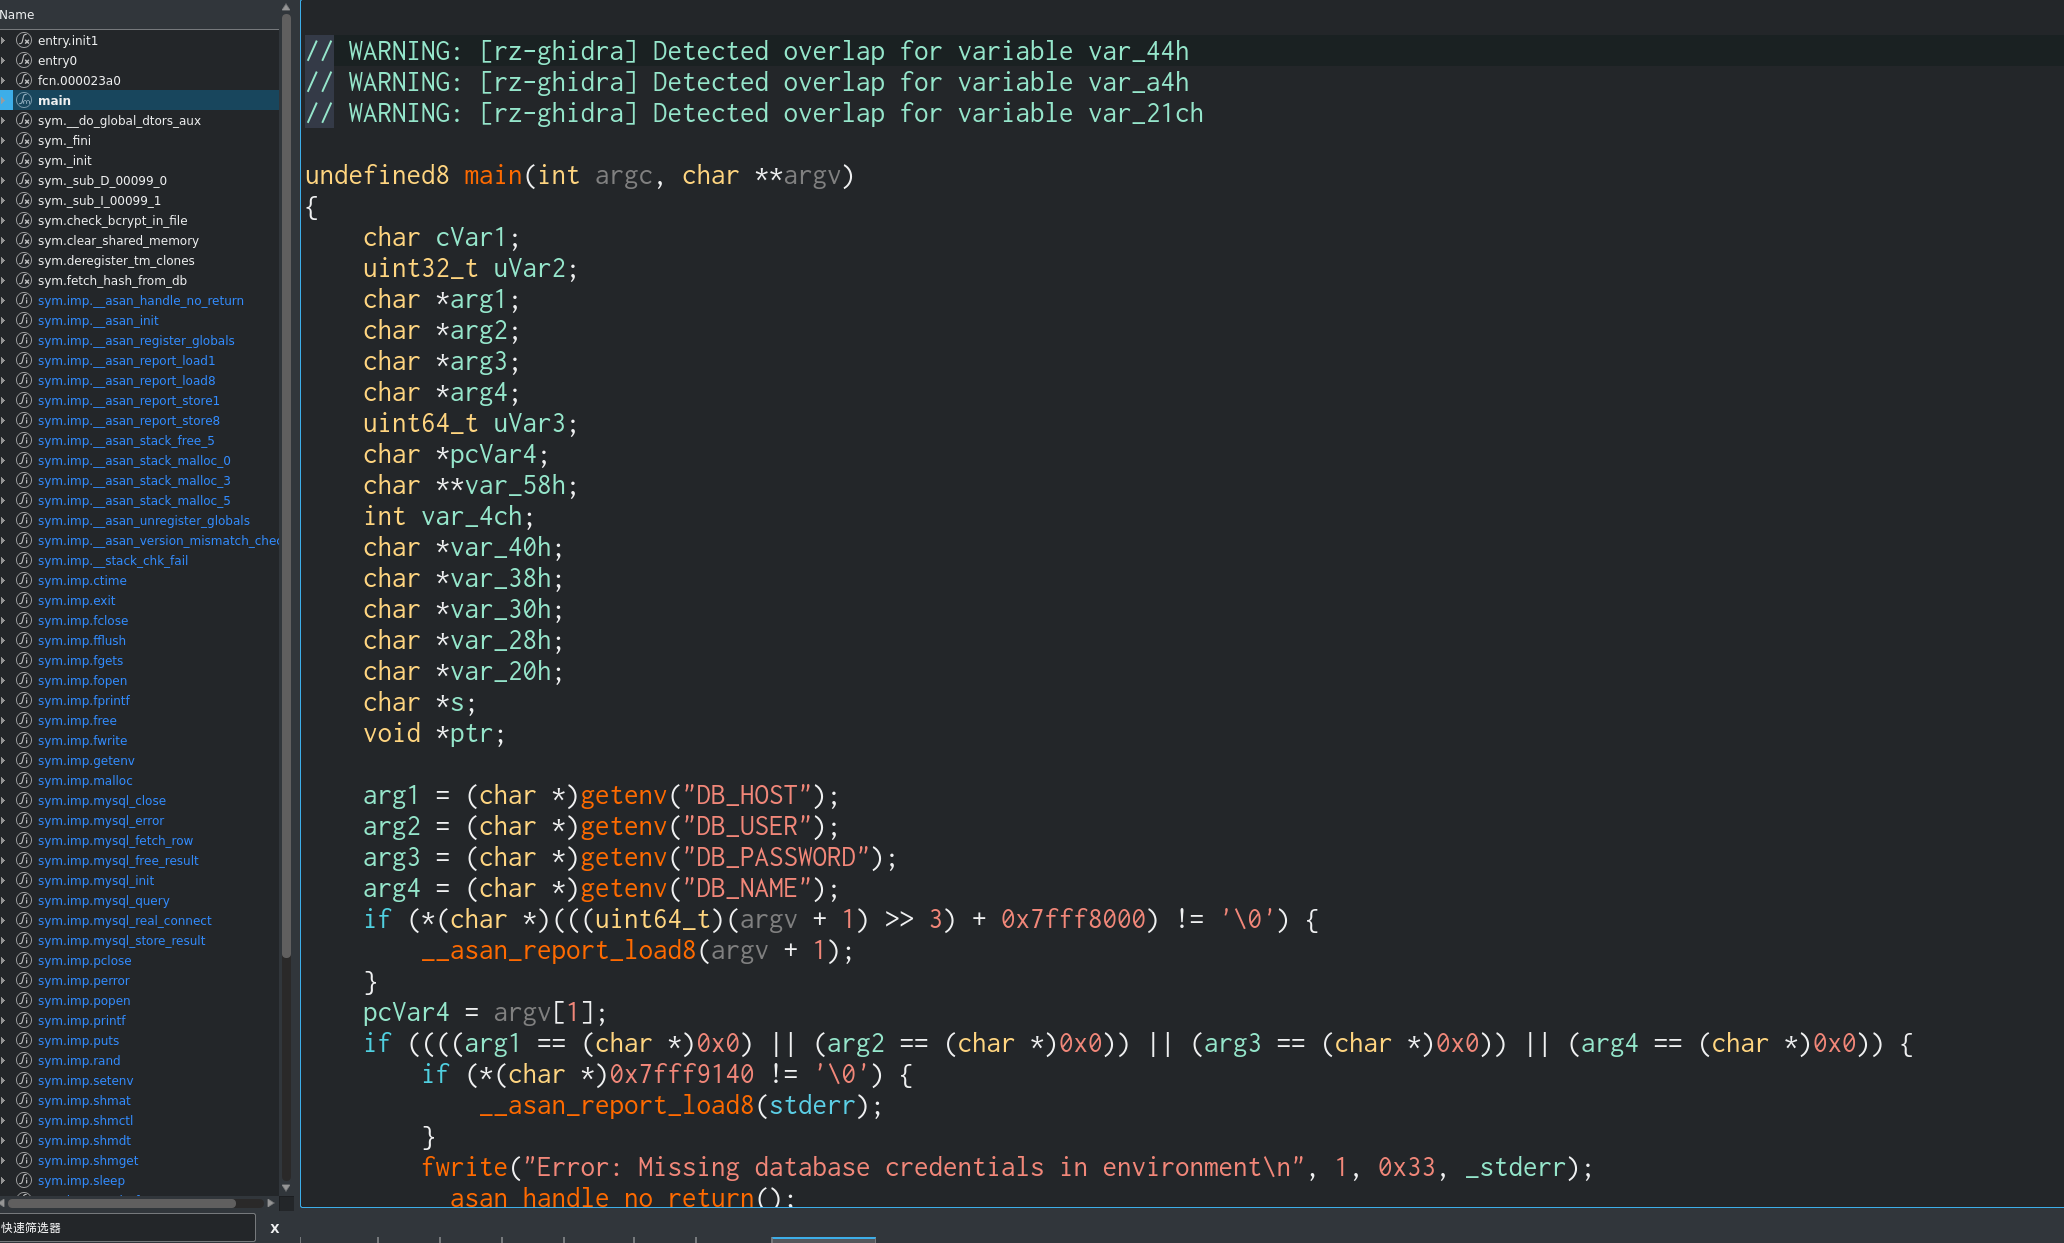 Name
entry.init1
entry0
fcn.000023a0
main
sym.__do_global_dtors_aux
sym._fini
sym._init
sym._sub_D_00099_0
sym._sub_I_00099_1
sym.check_bcrypt_in_file
sym.clear_shared_memory
sym.deregister_tm_clones
sym.fetch_hash_from_db
sym.imp.__asan_handle_no_return
sym.imp.__asan_init
sym.imp.__asan_register_globals
sym.imp.__asan_report_load1
sym.imp.__asan_report_load8
sym.imp.__asan_report_store1
sym.imp.__asan_report_store8
sym.imp.__asan_stack_free_5
sym.imp.__asan_stack_malloc_0
sym.imp.__asan_stack_malloc_3
sym.imp.__asan_stack_malloc_5
sym.imp.__asan_unregister_globals
sym.imp.__asan_version_mismatch_chec
sym.imp.__stack_chk_fail
sym.imp.ctime
sym.imp.exit
sym.imp.fclose
sym.imp.fflush
sym.imp.fgets
sym.imp.fopen
sym.imp.fprintf
sym.imp.free
sym.imp.fwrite
sym.imp.getenv
sym.imp.malloc
sym.imp.mysql_close
sym.imp.mysql_error
sym.imp.mysql_fetch_row
sym.imp.mysql_free_result
sym.imp.mysql_init
sym.imp.mysql_query
sym.imp.mysql_real_connect
sym.imp.mysql_store_result
sym.imp.pclose
sym.imp.perror
sym.imp.popen
sym.imp.printf
sym.imp.puts
sym.imp.rand
sym.imp.setenv
sym.imp.shmat
sym.imp.shmctl
sym.imp.shmdt
sym.imp.shmget
sym.imp.sleep
快速筛选器
X
// WARNING: [rz-ghidra] Detected overlap for variable var_44h
// WARNING: [rz-ghidra] Detected overlap for variable var_a4h
// WARNING: [rz-ghidra] Detected overlap for variable var_21ch
undefined8 main(int argc, char **argv)
{
char cVar1;
uint32_t uVar2;
char *arg1;
char *arg2;
char *arg3;
char *arg4;
uint64_t uVar3;
char *pcVar4;
char **var_58h;
int var_4ch;
char *var_40h;
char *var_38h;
char *var_30h;
char *var_28h;
char *var_20h;
char *s;
void *ptr;
arg1 = (char *)getenv("DB_HOST");
arg2 = (char *)getenv("DB_USER");
arg3 = (char *)getenv("DB_PASSWORD");
arg4 = (char *)getenv("DB_NAME");
if (*(char *)(((uint64_t)(argv + 1) >> 3) + 0x7fff8000) != '\0') {
__asan_report_load8(argv + 1);
}
pcVar4 = argv[1];
if ((((arg1 == (char *)0x0) || (arg2 == (char *)0x0)) || (arg3 == (char *)0x0)) || (arg4 == (char *)0x0)) {
if (*(char *)0x7fff9140 != '\0') {
__asan_report_load8(stderr);
}
fwrite("Error: Missing database credentials in environment\n", 1, 0x33, _stderr);
__asan_handle_no_return();